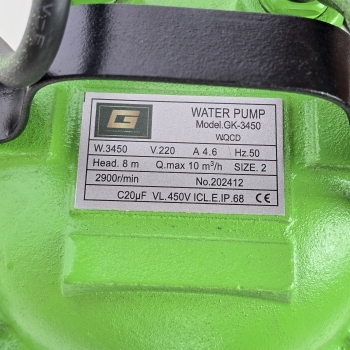 G
WATER PUMP
Model.GK-3450
WQCD
W.3450 V.220 A 4.6 Hz.50
Head. 8 m Q.max 10 m³/h SIZE. 2
2900r/min No.202412
C20µF VL.450V ICL.E.IP.68 CE